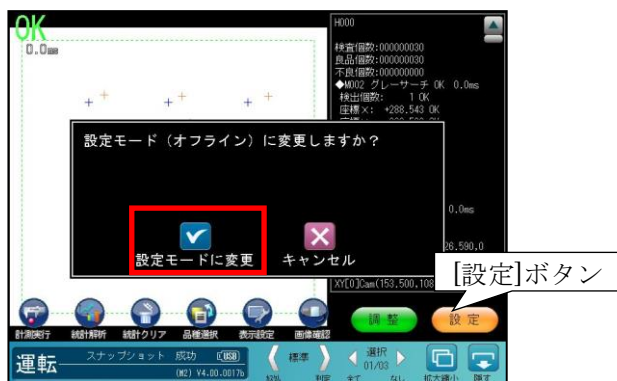 OK
0.0ms
H000
検査個数:000000030
良品個数:000000030
不良個数:000000000
◆M002 グレーサーチ OK 0.0ms
検出個数: 1 OK
座標X: +288.543 OK
設定モード（オフライン）に変更しますか？
設定モードに変更
キャンセル
0.0ms
26.590,0
XY[0]Cam(153.500,108
[設定]ボタン
計測実行
統計解析
統計クリア
品種選択
表示設定
画像確認
調整
設定
運転
スナップショット 成功 USB
(M2) V4.00.0017b
標準
判定
選択
01/03
全て
なし
拡大縮小
隠す